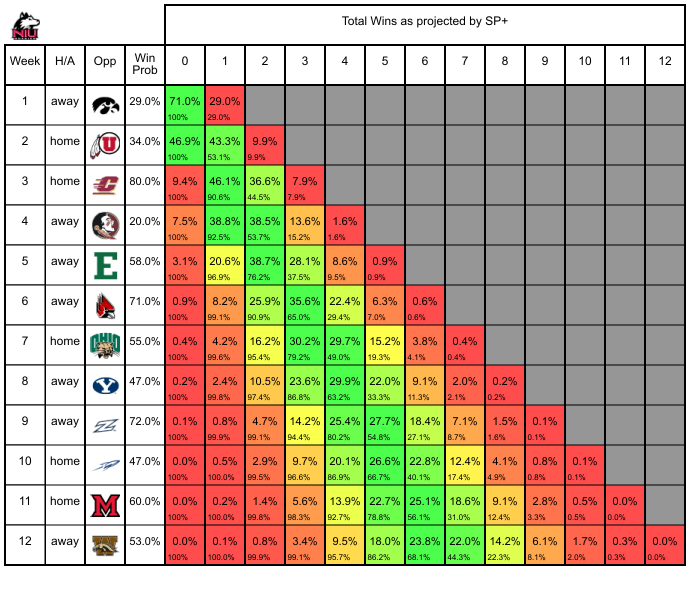 Total Wins as projected by SP+
NIU
Week H/A Opp Win Prob 0 1 2 3 4 5 6 7 8 9 10 11 12
1 away 29.0% 71.0% 29.0%
100% 29.0%
2 home U 34.0% 46.9% 43.3% 9.9%
100% 53.1% 9.9%
3 home C 80.0% 9.4% 46.1% 36.6% 7.9%
100% 90.6% 44.5% 7.9%
4 away 20.0% 7.5% 38.8% 38.5% 13.6% 1.6%
100% 92.5% 53.7% 15.2% 1.6%
5 away E 58.0% 3.1% 20.6% 38.7% 28.1% 8.6% 0.9%
100% 96.9% 76.2% 37.5% 9.5% 0.9%
6 away 71.0% 0.9% 8.2% 25.9% 35.6% 22.4% 6.3% 0.6%
100% 99.1% 90.9% 65.0% 29.4% 7.0% 0.6%
7 home OHIO 55.0% 0.4% 4.2% 16.2% 30.2% 29.7% 15.2% 3.8% 0.4%
100% 99.6% 95.4% 79.2% 49.0% 19.3% 4.1% 0.4%
8 away Y 47.0% 0.2% 2.4% 10.5% 23.6% 29.9% 22.0% 9.1% 2.0% 0.2%
100% 99.8% 97.4% 86.8% 63.2% 33.3% 11.3% 2.1% 0.2%
9 away Z 72.0% 0.1% 0.8% 4.7% 14.2% 25.4% 27.7% 18.4% 7.1% 1.5% 0.1%
100% 99.9% 99.1% 94.4% 80.2% 54.8% 27.1% 8.7% 1.6% 0.1%
10 home 47.0% 0.0% 0.5% 2.9% 9.7% 20.1% 26.6% 22.8% 12.4% 4.1% 0.8% 0.1%
100% 100.0% 99.5% 96.6% 86.9% 66.7% 40.1% 17.4% 4.9% 0.8% 0.1%
11 home M 60.0% 0.0% 0.2% 1.4% 5.6% 13.9% 22.7% 25.1% 18.6% 9.1% 2.8% 0.5% 0.0%
100% 100.0% 99.8% 98.3% 92.7% 78.8% 56.1% 31.0% 12.4% 3.3% 0.5% 0.0%
12 away 53.0% 0.0% 0.1% 0.8% 3.4% 9.5% 18.0% 23.8% 22.0% 14.2% 6.1% 1.7% 0.3% 0.0%
100% 100.0% 99.9% 99.1% 95.7% 86.2% 68.1% 44.3% 22.3% 8.1% 2.0% 0.3% 0.0%